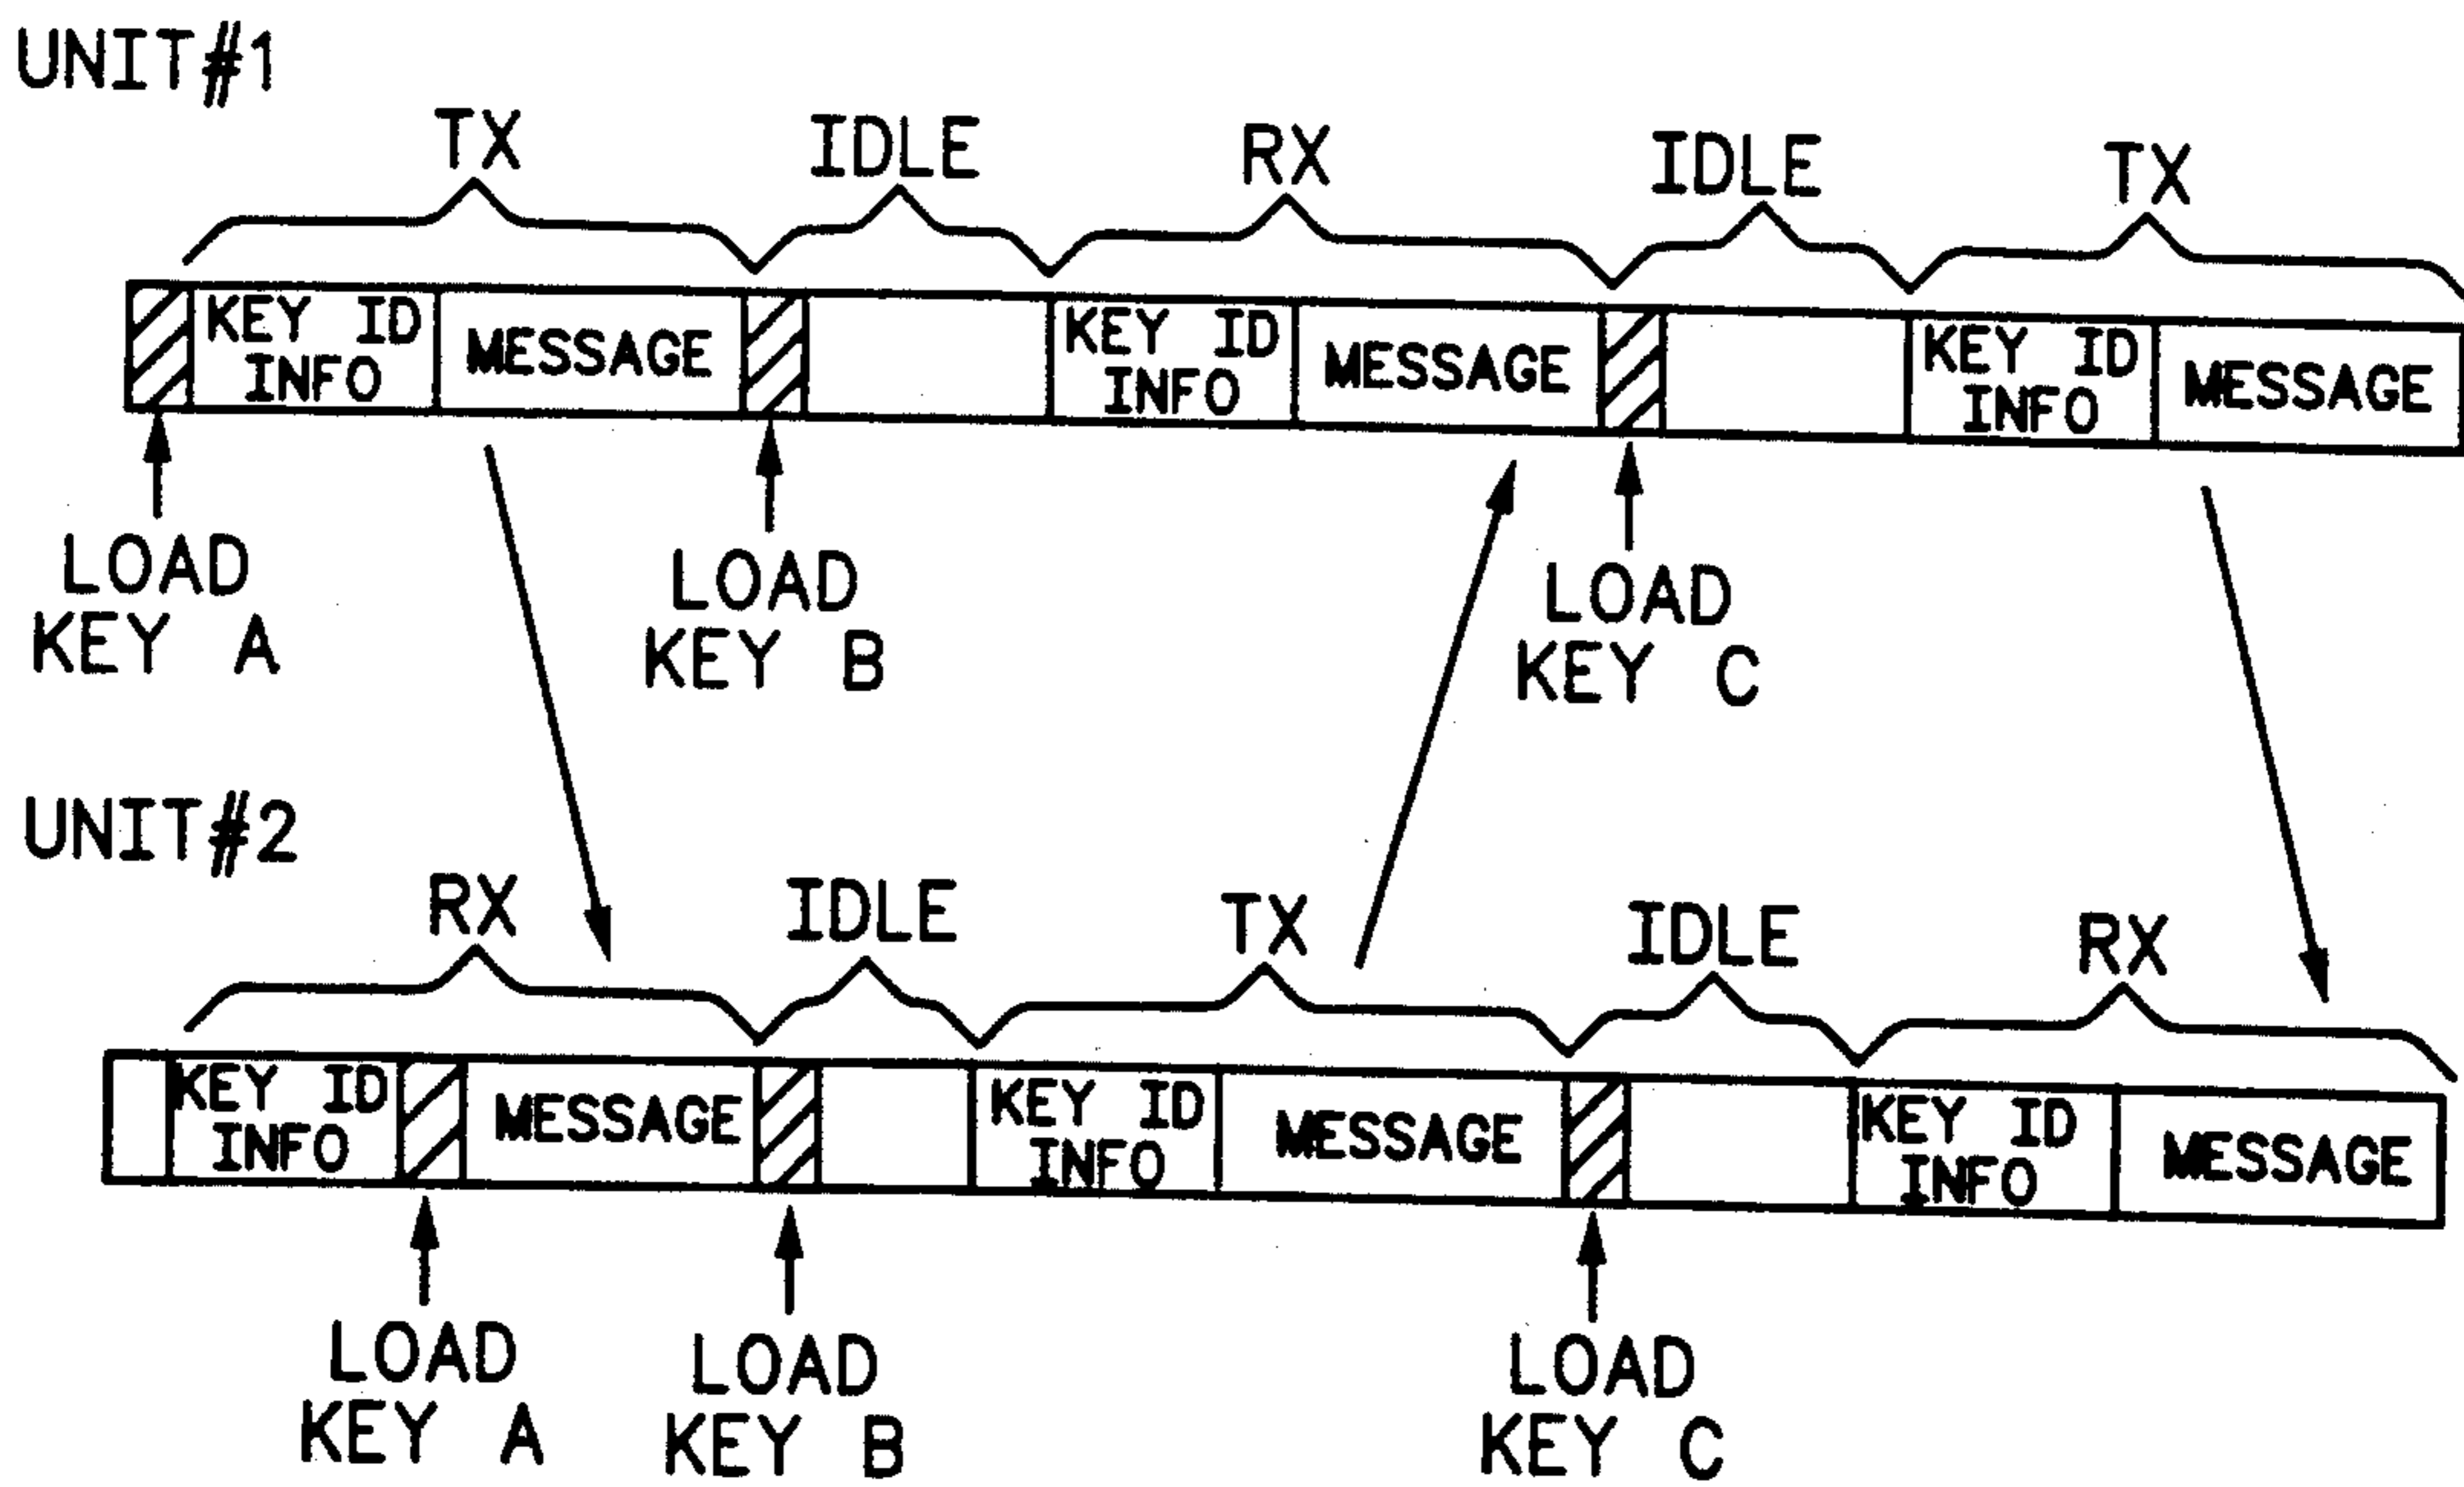 UNIT#1
TX IDLE RX IDLE TX
KEY ID MESSAGE KEY ID MESSAGE KEY ID MESSAGE
INFO INFO INFO
LOAD LOAD LOAD
KEY A KEY B KEY C
UNIT#2
RX IDLE TX IDLE RX
KEY ID MESSAGE KEY ID MESSAGE KEY ID MESSAGE
INFO INFO INFO
LOAD LOAD LOAD
KEY A KEY B KEY C